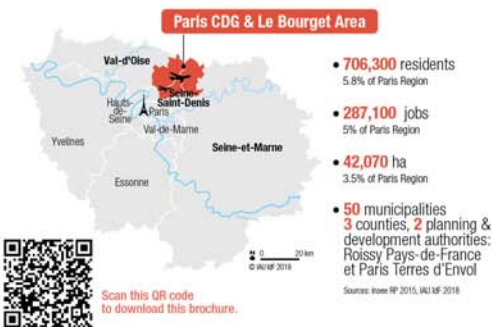 Paris CDG & Le Bourget Area
Val-d'Oise
Seine-
Saint-Denis
Hauts-
de-
Seine
Paris
Val-de-Marne
Yvelines
Seine-et-Marne
Essonne
N
0 20 km
© IAU îdF 2018
Scan this QR code
to download this brochure.
• 706,300 residents
5.8% of Paris Region
• 287,100 jobs
5% of Paris Region
• 42,070 ha
3.5% of Paris Region
• 50 municipalities
3 counties, 2 planning &
development authorities:
Roissy Pays-de-France
et Paris Terres d'Envol
Sources: Insee RP 2015, IAU îdF 2018